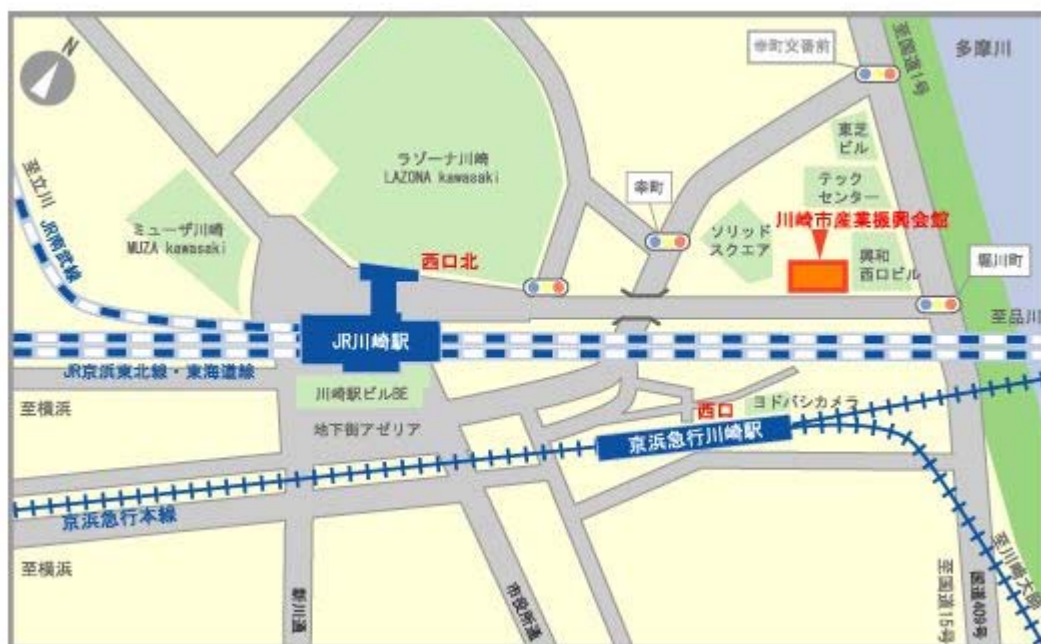 N
幸町交番前
至国道1号
多摩川
東芝
ビル
ラゾーナ川崎
LAZONA kawasaki
テック
センター
幸町
至立川
JR南武線
ミューザ川崎
MUZA kawasaki
川崎市産業振興会館
ソリッド
スクエア
西口北
興和
西口ビル
堀川町
至品川
JR川崎駅
JR京浜東北線・東海道線
川崎駅ビルBE
至横浜
西口
ヨドバシカメラ
地下街アゼリア
京浜急行川崎駅
京浜急行本線
至横浜
新川通
市役所通
至国道15号
国道409号
至川崎大師